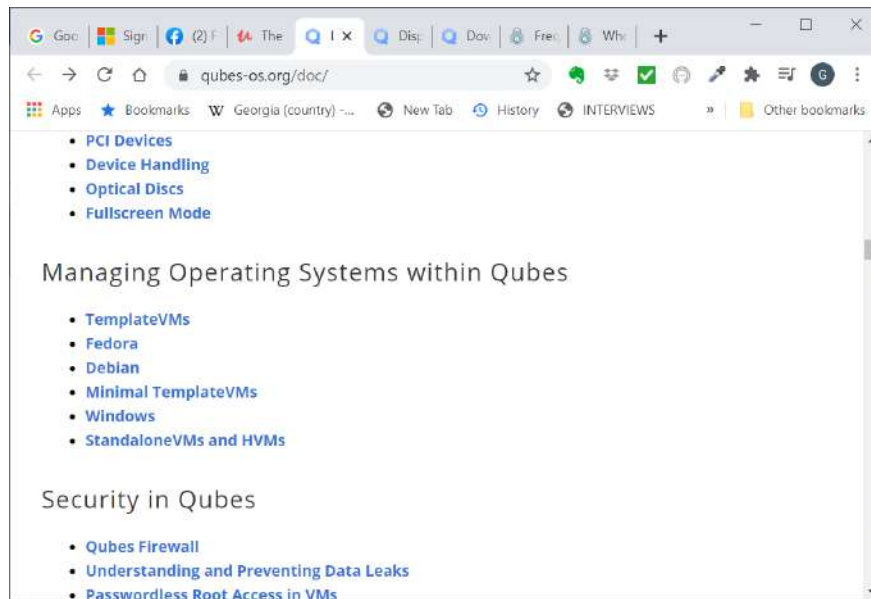 Goo
Sign
(2) F
The
Disp
Dov
Free
Who
qubes-os.org/doc/
G
Apps
Bookmarks
W Georgia (country) -...
New Tab
History
INTERVIEWS
»
Other bookmarks
PCI Devices
Device Handling
Optical Discs
Fullscreen Mode
Managing Operating Systems within Qubes
TemplateVMs
Fedora
Debian
Minimal TemplateVMs
Windows
StandaloneVMs and HVMs
Security in Qubes
Qubes Firewall
Understanding and Preventing Data Leaks
Passwordless Root Access in VMs